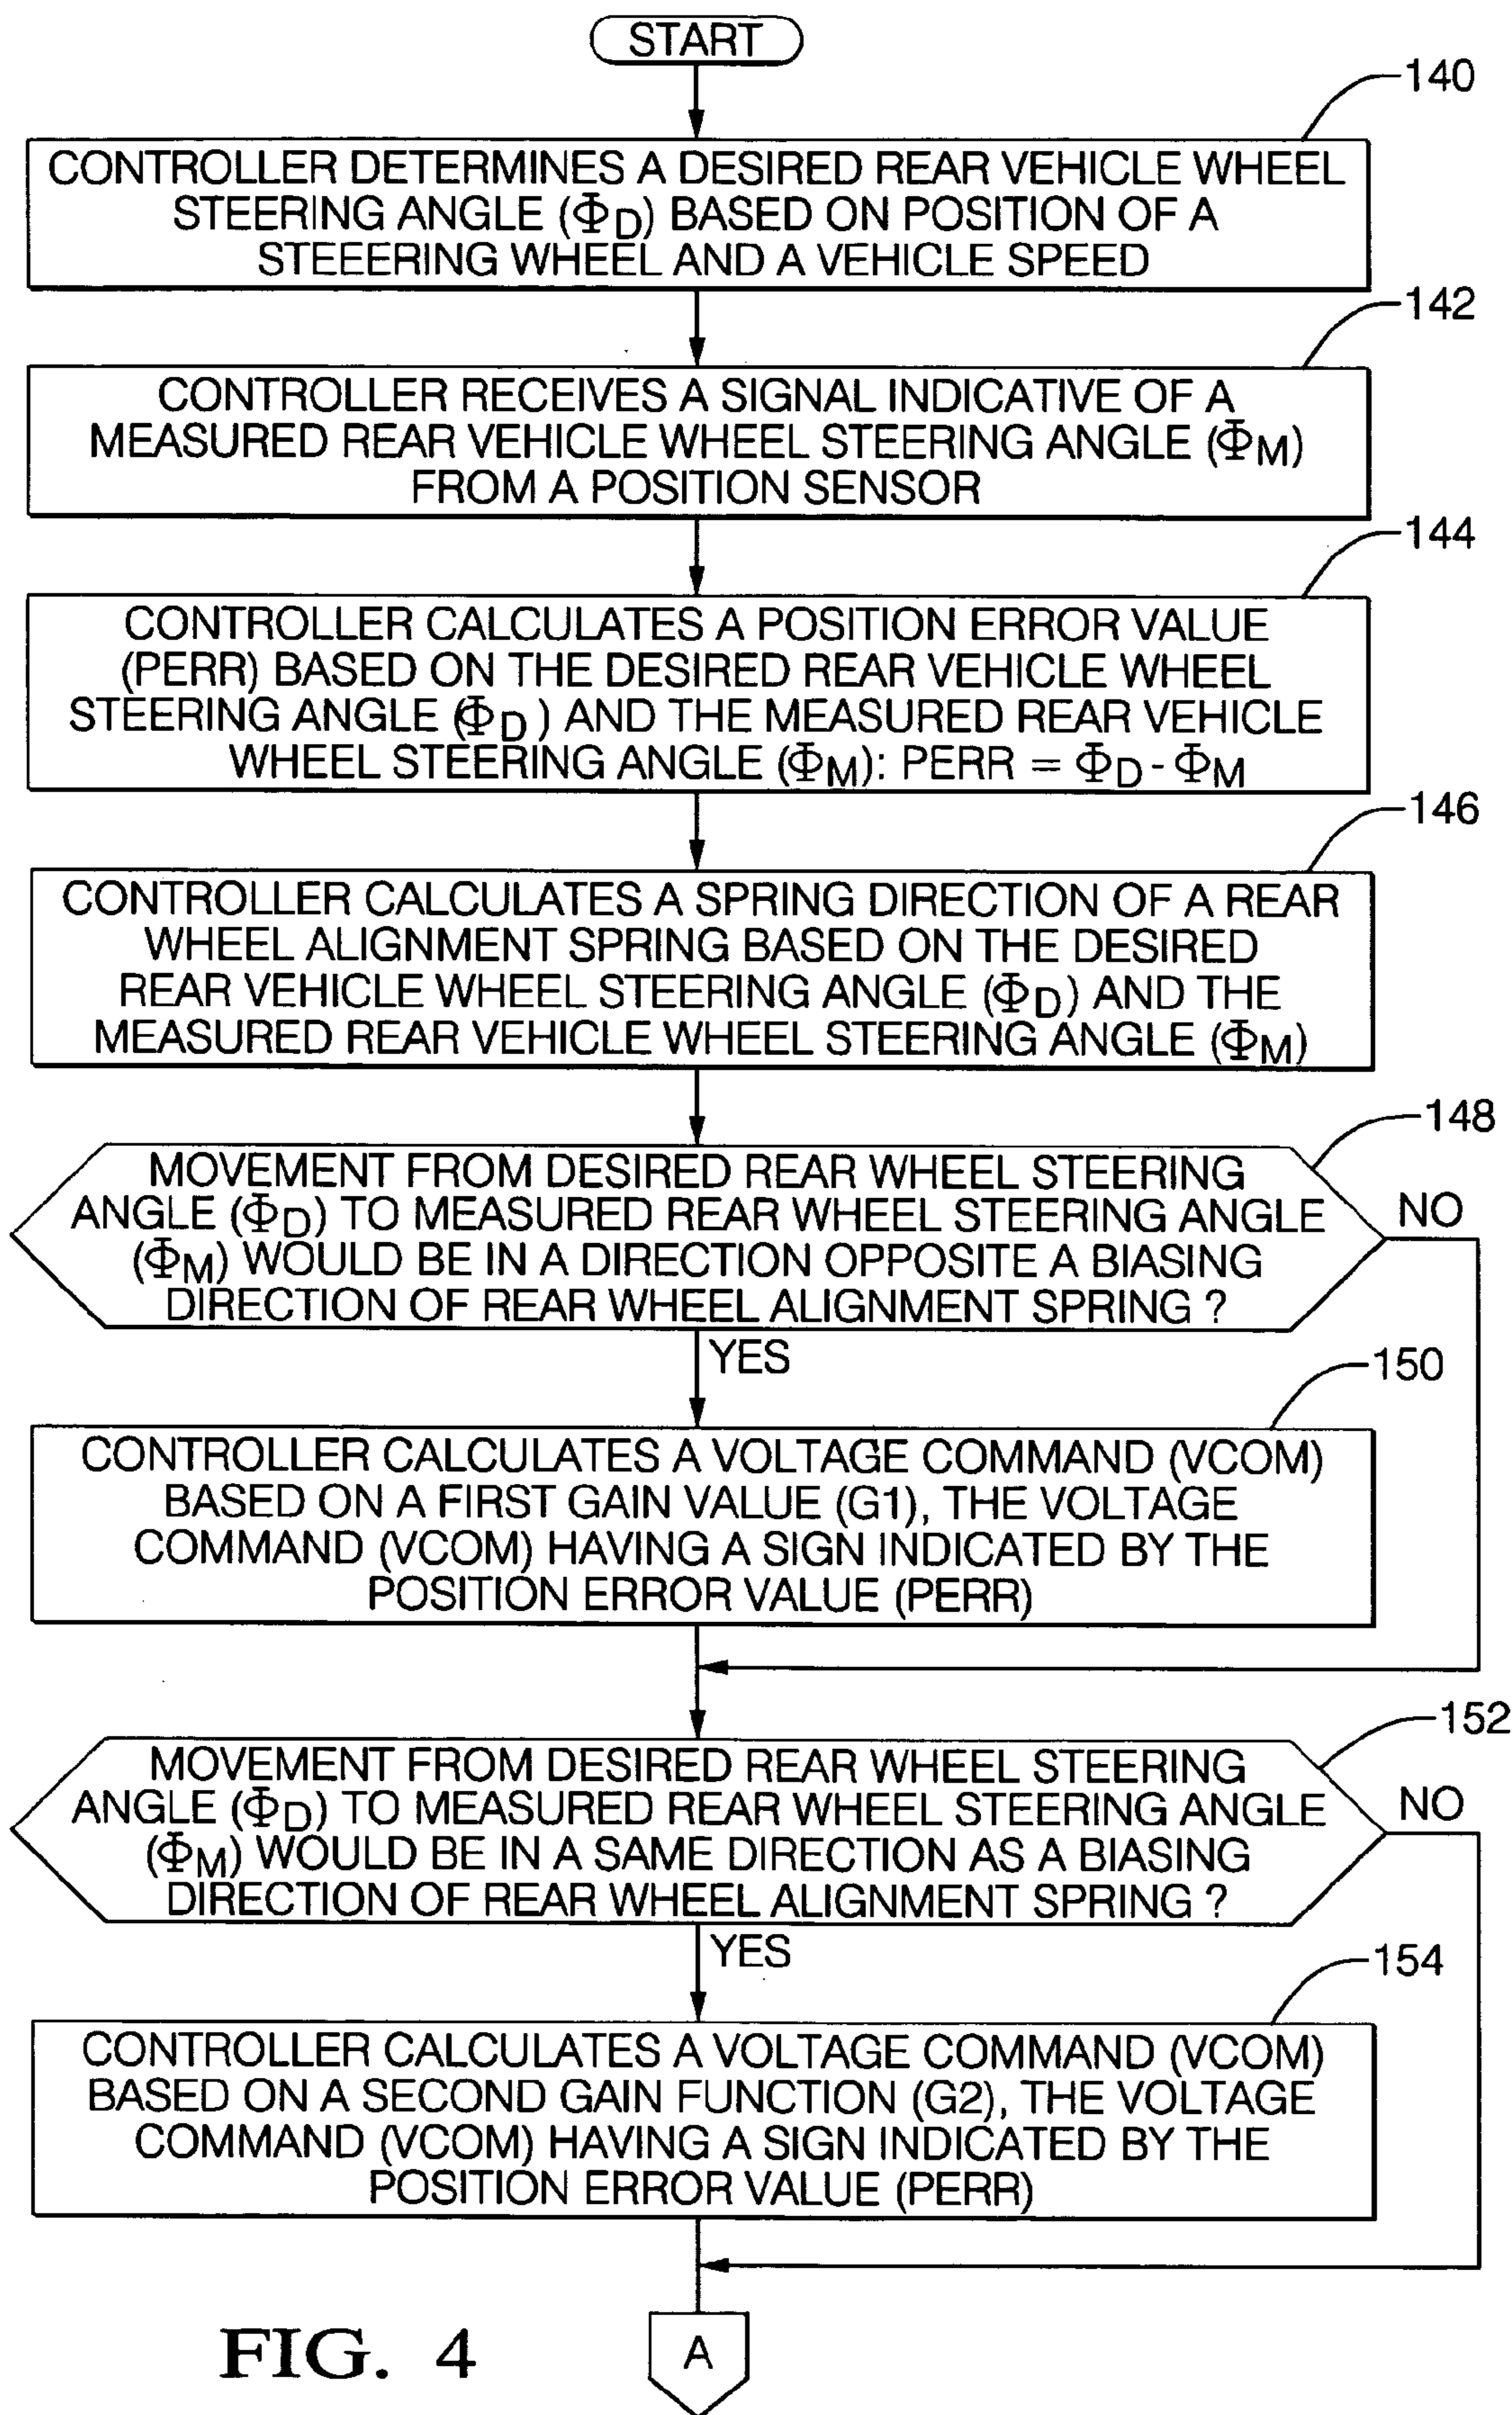 START
140
CONTROLLER DETERMINES A DESIRED REAR VEHICLE WHEEL
STEERING ANGLE (ΦD) BASED ON POSITION OF A
STEEERING WHEEL AND A VEHICLE SPEED
142
CONTROLLER RECEIVES A SIGNAL INDICATIVE OF A
MEASURED REAR VEHICLE WHEEL STEERING ANGLE (ΦM)
FROM A POSITION SENSOR
144
CONTROLLER CALCULATES A POSITION ERROR VALUE
(PERR) BASED ON THE DESIRED REAR VEHICLE WHEEL
STEERING ANGLE (ΦD) AND THE MEASURED REAR VEHICLE
WHEEL STEERING ANGLE (ΦM): PERR = ΦD - ΦM
146
CONTROLLER CALCULATES A SPRING DIRECTION OF A REAR
WHEEL ALIGNMENT SPRING BASED ON THE DESIRED
REAR VEHICLE WHEEL STEERING ANGLE (ΦD) AND THE
MEASURED REAR VEHICLE WHEEL STEERING ANGLE (ΦM)
148
MOVEMENT FROM DESIRED REAR WHEEL STEERING
ANGLE (ΦD) TO MEASURED REAR WHEEL STEERING ANGLE
(ΦM) WOULD BE IN A DIRECTION OPPOSITE A BIASING
DIRECTION OF REAR WHEEL ALIGNMENT SPRING ?
NO
YES
150
CONTROLLER CALCULATES A VOLTAGE COMMAND (VCOM)
BASED ON A FIRST GAIN VALUE (G1), THE VOLTAGE
COMMAND (VCOM) HAVING A SIGN INDICATED BY THE
POSITION ERROR VALUE (PERR)
152
MOVEMENT FROM DESIRED REAR WHEEL STEERING
ANGLE (ΦD) TO MEASURED REAR WHEEL STEERING ANGLE
(ΦM) WOULD BE IN A SAME DIRECTION AS A BIASING
DIRECTION OF REAR WHEEL ALIGNMENT SPRING ?
NO
YES
154
CONTROLLER CALCULATES A VOLTAGE COMMAND (VCOM)
BASED ON A SECOND GAIN FUNCTION (G2), THE VOLTAGE
COMMAND (VCOM) HAVING A SIGN INDICATED BY THE
POSITION ERROR VALUE (PERR)
A
FIG. 4